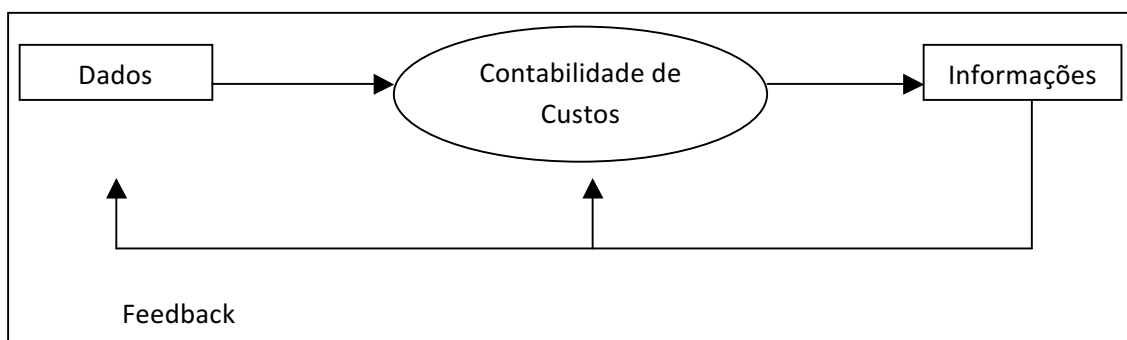 Dados
Contabilidade de
Custos
Informações
Feedback